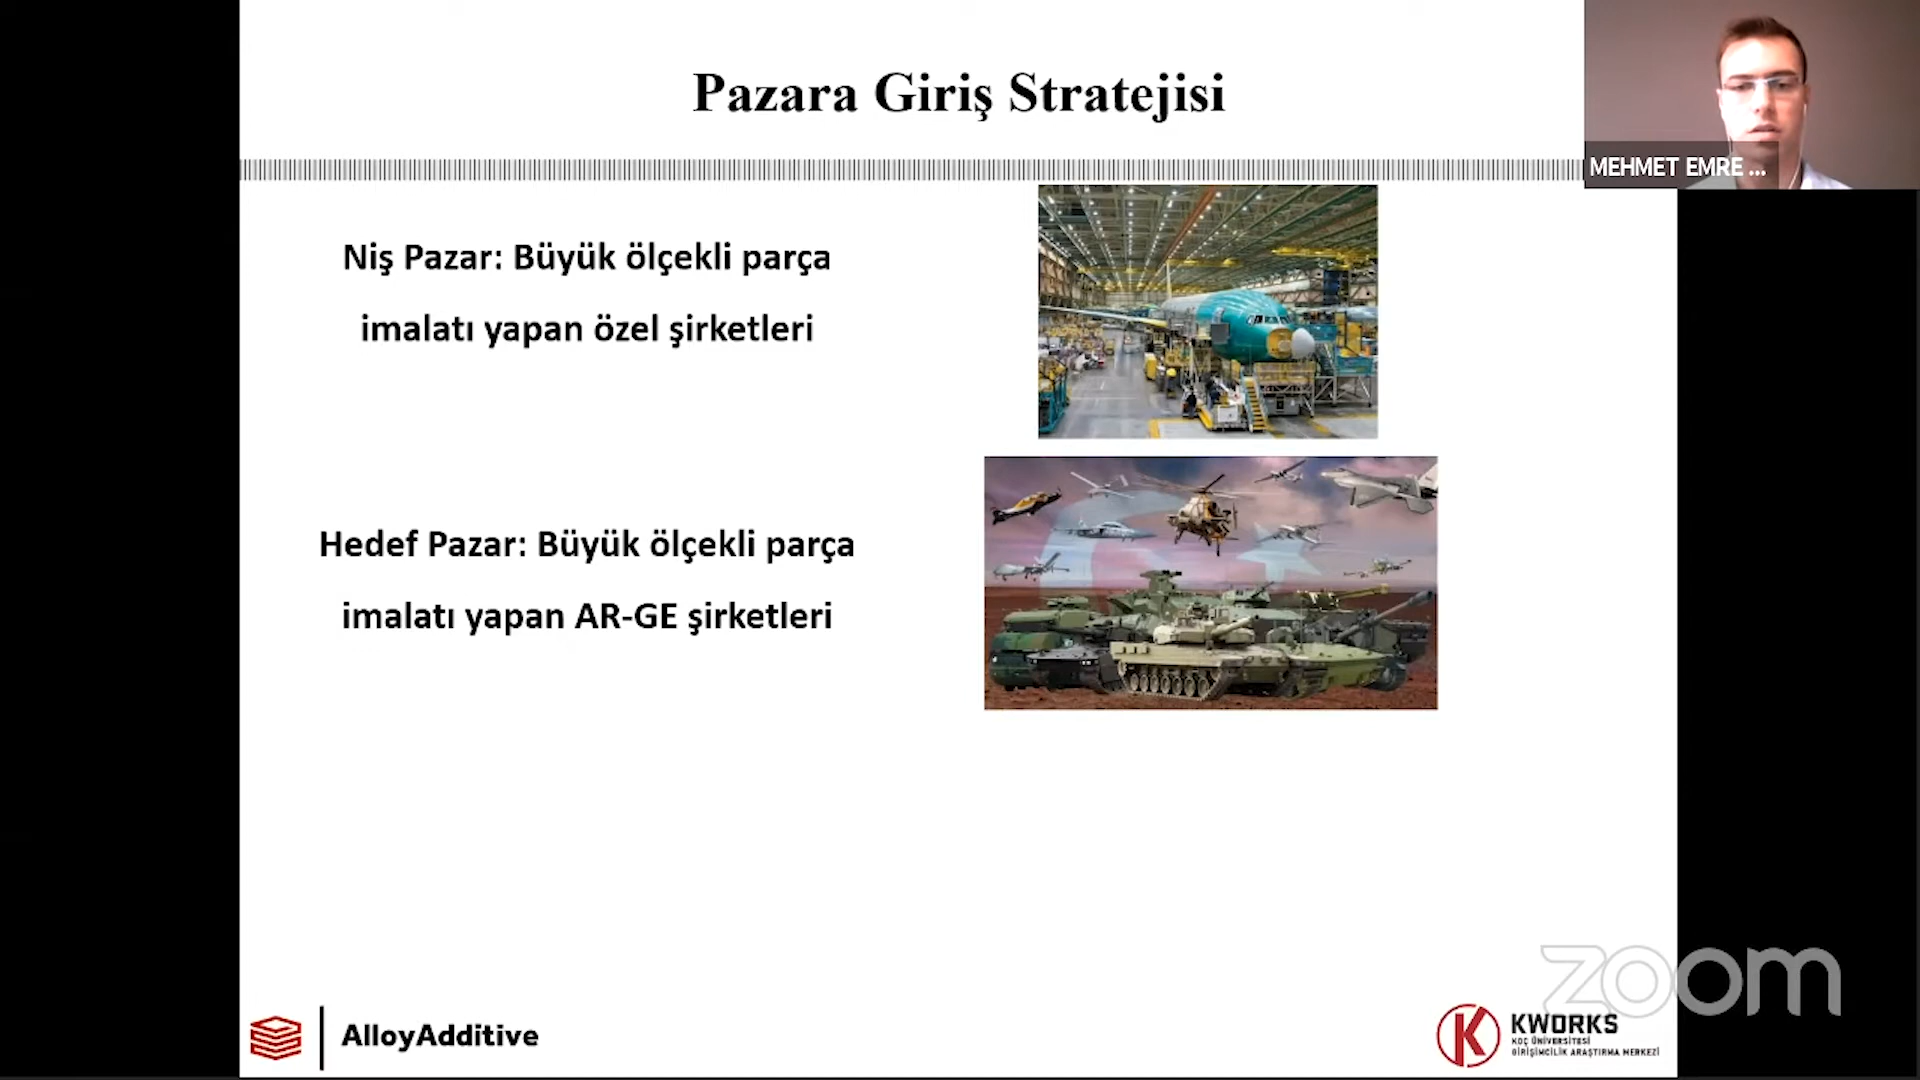 Pazara Giriş Stratejisi
MEHMET EMRE ...
Niş Pazar: Büyük ölçekli parça
imalatı yapan özel şirketleri
Hedef Pazar: Büyük ölçekli parça
imalatı yapan AR-GE şirketleri
AlloyAdditive
KWORKS
KOÇ ÜNİVERSİTESİ
GİRİŞİMCİLİK ARAŞTIRMA MERKEZİ
zoom